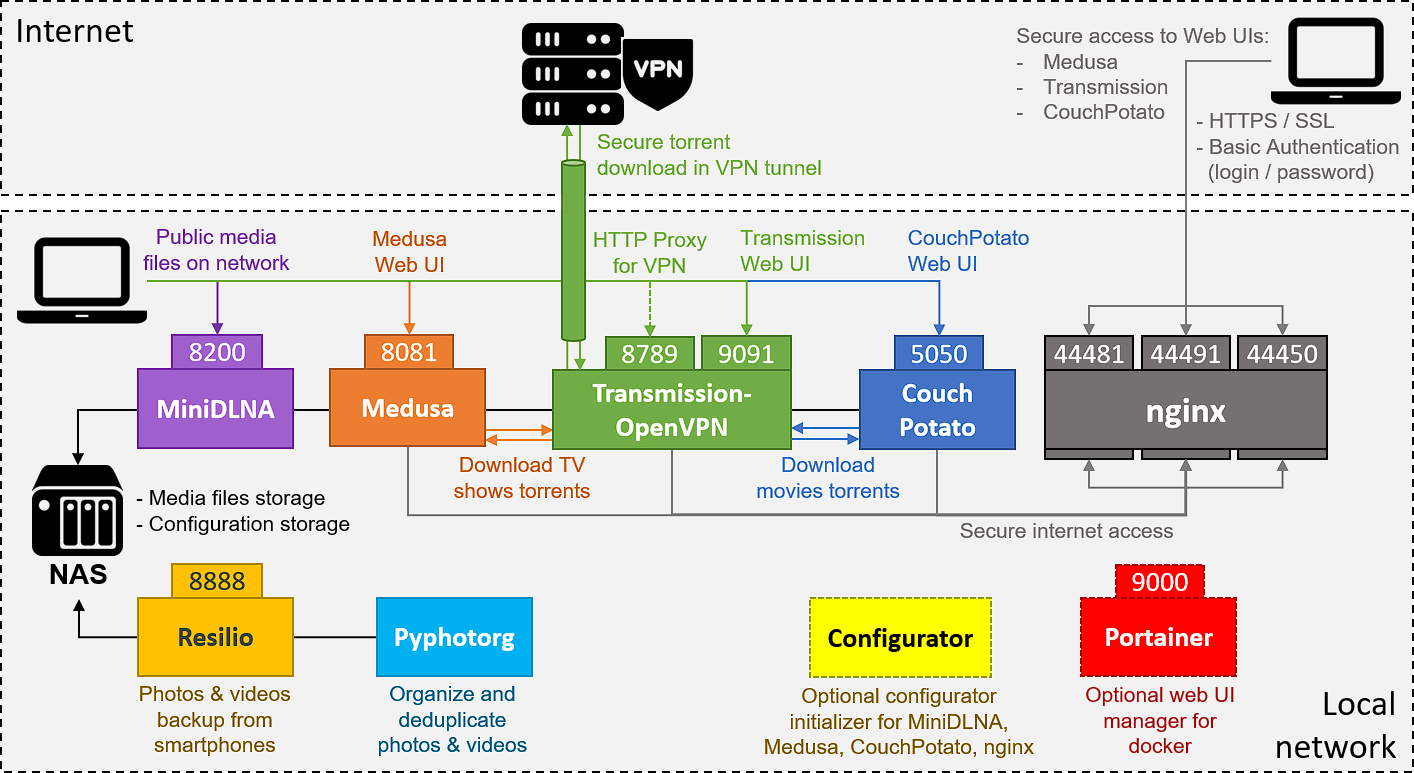 Internet
VPN
Secure torrent
download in VPN tunnel
Secure access to Web UIs:
- Medusa
- Transmission
- CouchPotato
- HTTPS / SSL
- Basic Authentication
(login / password)
Public media
files on network
Medusa
Web UI
HTTP Proxy
for VPN
Transmission
Web UI
CouchPotato
Web UI
8200
MiniDLNA
8081
Medusa
8789
9091
Transmission-
OpenVPN
5050
Couch
Potato
44481
44491
44450
nginx
Download TV
shows torrents
Download
movies torrents
Secure internet access
- Media files storage
- Configuration storage
NAS
8888
Resilio
Photos & videos
backup from
smartphones
Pyphotorg
Organize and
deduplicate
photos & videos
Configurator
Optional configurator
initializer for MiniDLNA,
Medusa, CouchPotato, nginx
9000
Portainer
Optional web UI
manager for
docker
Local
network